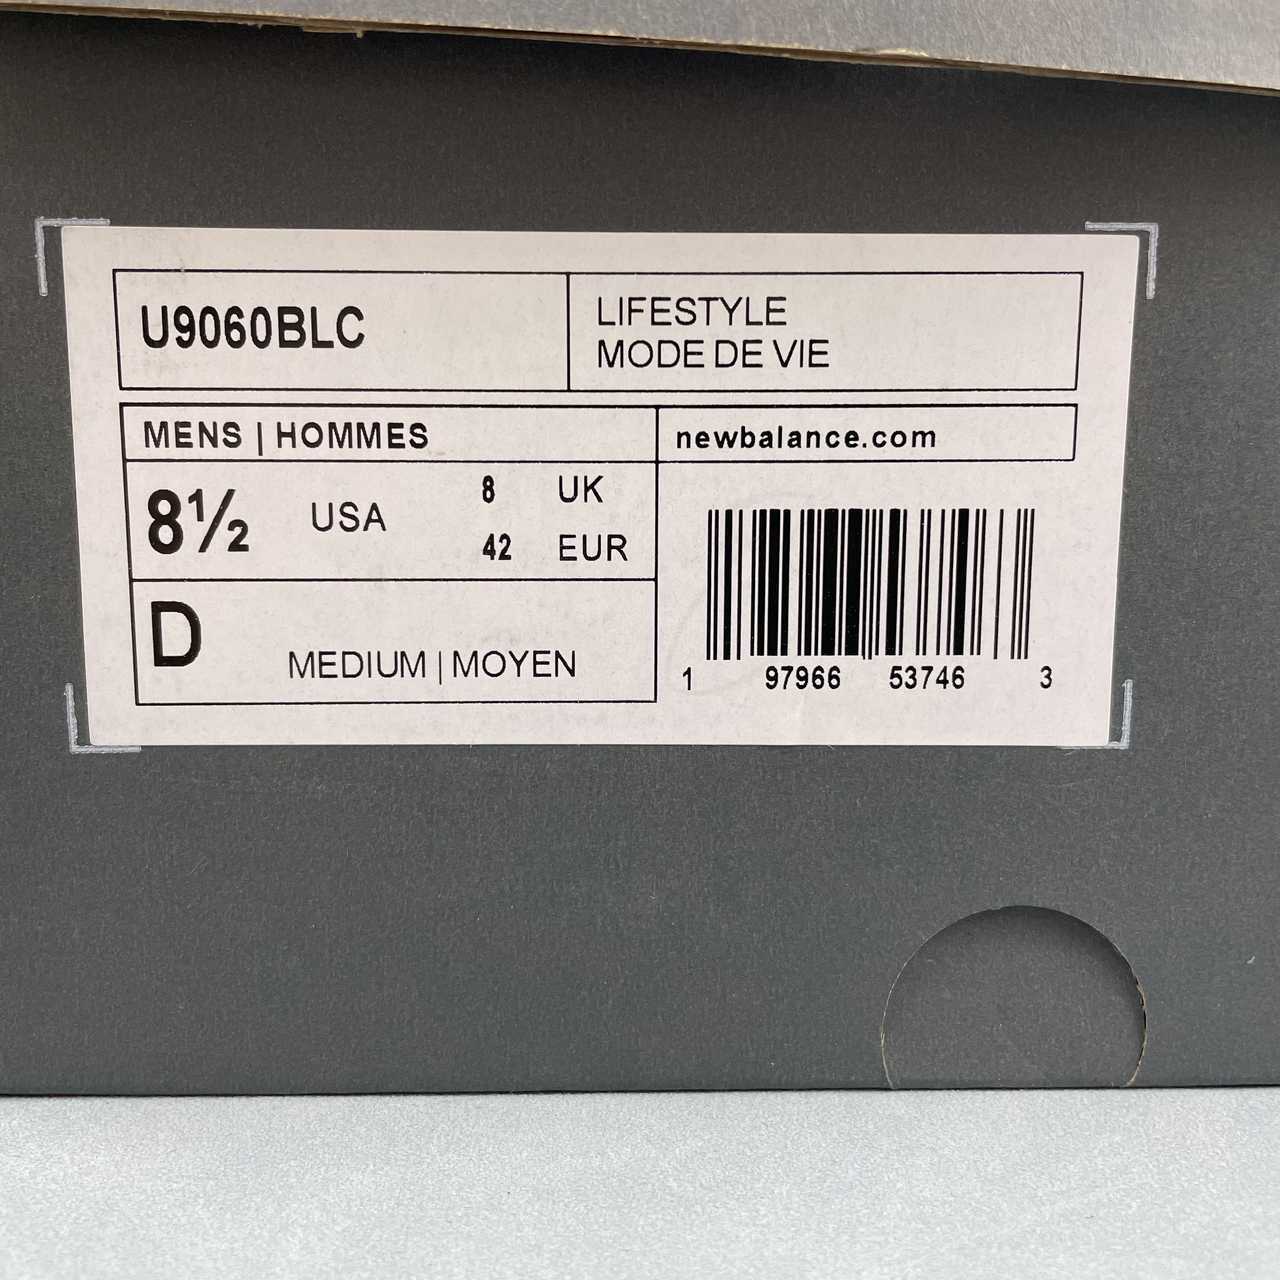 U9060BLC
LIFESTYLE
MODE DE VIE
MENS | HOMMES
newbalance.com
8½ USA
8 UK
42 EUR
D
MEDIUM | MOYEN
1 97966 53746 3